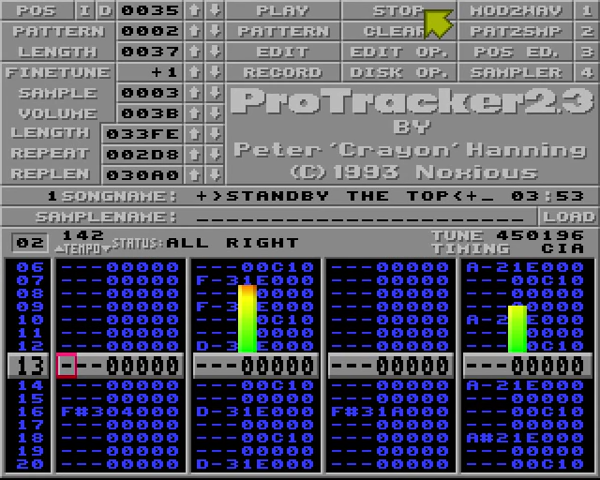 POS I D 0035 PLAY STOP MOD2WAV 1
PATTERN 0002 PATTERN CLEAR PAT2SMP 2
LENGTH 0037 EDIT EDIT OP. POS ED. 3
FINETUNE +1 RECORD DISK OP. SAMPLER 4
SAMPLE 0003
VOLUME 003B
LENGTH 033FE
REPEAT 002D8
REPLEN 030A0
ProTracker2.3
BY
Peter 'Crayon' Hanning
(C)1993 Noxious
1 SONGNAME: +>STANDBY THE TOP<+_ 03:53
SAMPLENAME: ______________________ LOAD
02 142 TEMPO STATUS: ALL RIGHT TUNE 450196
TIMING CIA
06 ---00000 ---00C10 ---00000 A-21E000
07 ---00000 F-31E000 ---00000 ---00000
08 ---00000 ---00000 ---00000 ---00C10
09 ---00000 F-31E000 ---00000 ---00000
10 ---00000 ---00C10 ---00000 A-21E000
11 ---00000 ---00000 ---00000 ---00000
12 ---00000 D-31E000 ---00000 ---00C10
13 ---00000 ---00000 ---00000 ---00000
14 ---00000 ---00C10 ---00000 A-21E000
15 ---00000 ---00000 ---00000 ---00000
16 F#304000 D-31E000 F#31A000 ---00C10
17 ---00000 ---00000 ---00000 ---00000
18 ---00000 ---00C10 ---00000 A#21E000
19 ---00000 ---00000 ---00000 ---00000
20 ---00000 D-31E000 ---00000 ---00C10